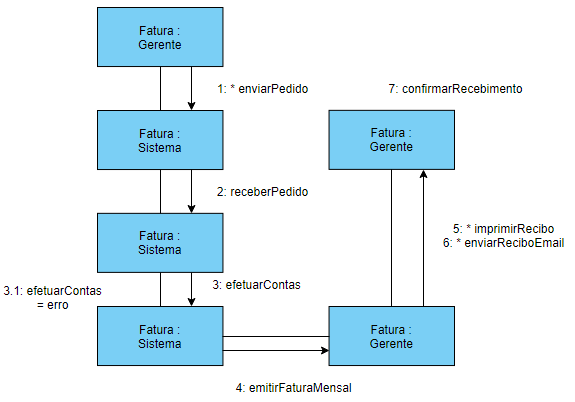 Fatura :
Gerente
1: * enviarPedido
7: confirmarRecebimento
Fatura :
Sistema
Fatura :
Gerente
2: receberPedido
Fatura :
Sistema
5: * imprimirRecibo
6: * enviarReciboEmail
3: efetuarContas
3.1: efetuarContas
= erro
Fatura :
Sistema
Fatura :
Gerente
4: emitirFaturaMensal